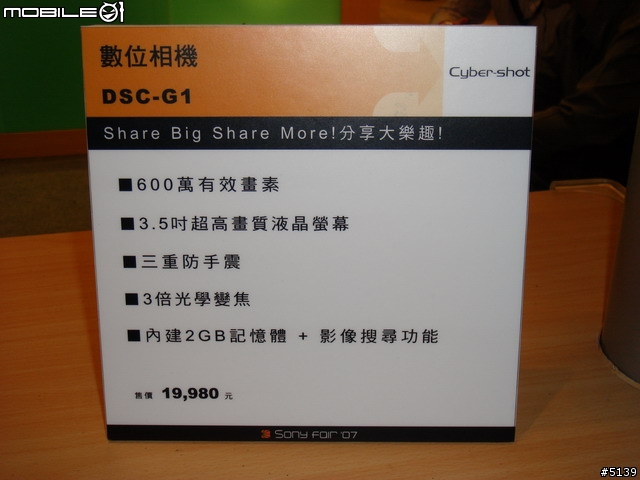 MOBILE01
數位相機
Cyber-shot
DSC-G1
Share Big Share More!分享大樂趣!
■600萬有效畫素
■3.5吋超高畫質液晶螢幕
■三重防手震
■3倍光學變焦
■內建2GB記憶體 + 影像搜尋功能
售價 19,980 元
Sony Fair '07
#5139